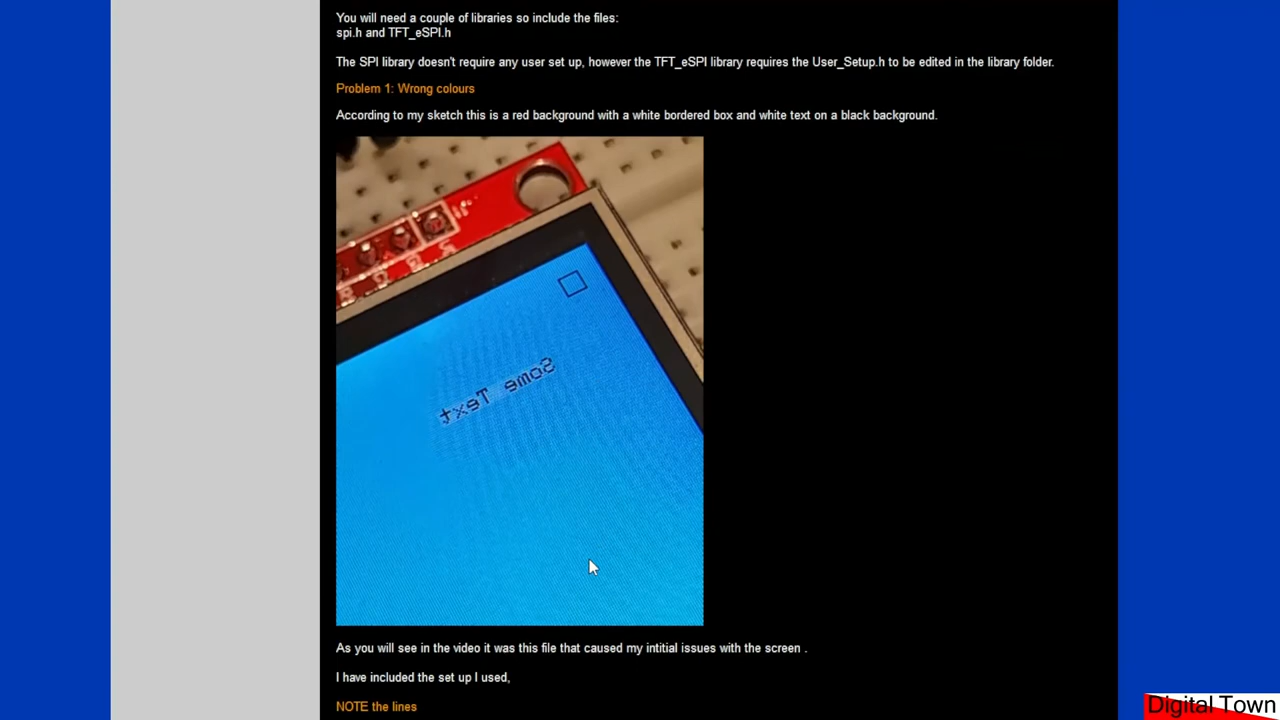 You will need a couple of libraries so include the files:
spi.h and TFT_eSPI.h
The SPI library doesn't require any user set up, however the TFT_eSPI library requires the User_Setup.h to be edited in the library folder.
Problem 1: Wrong colours
According to my sketch this is a red background with a white bordered box and white text on a black background.
Some Text
As you will see in the video it was this file that caused my intitial issues with the screen .
I have included the set up I used,
NOTE the lines
Digital Town